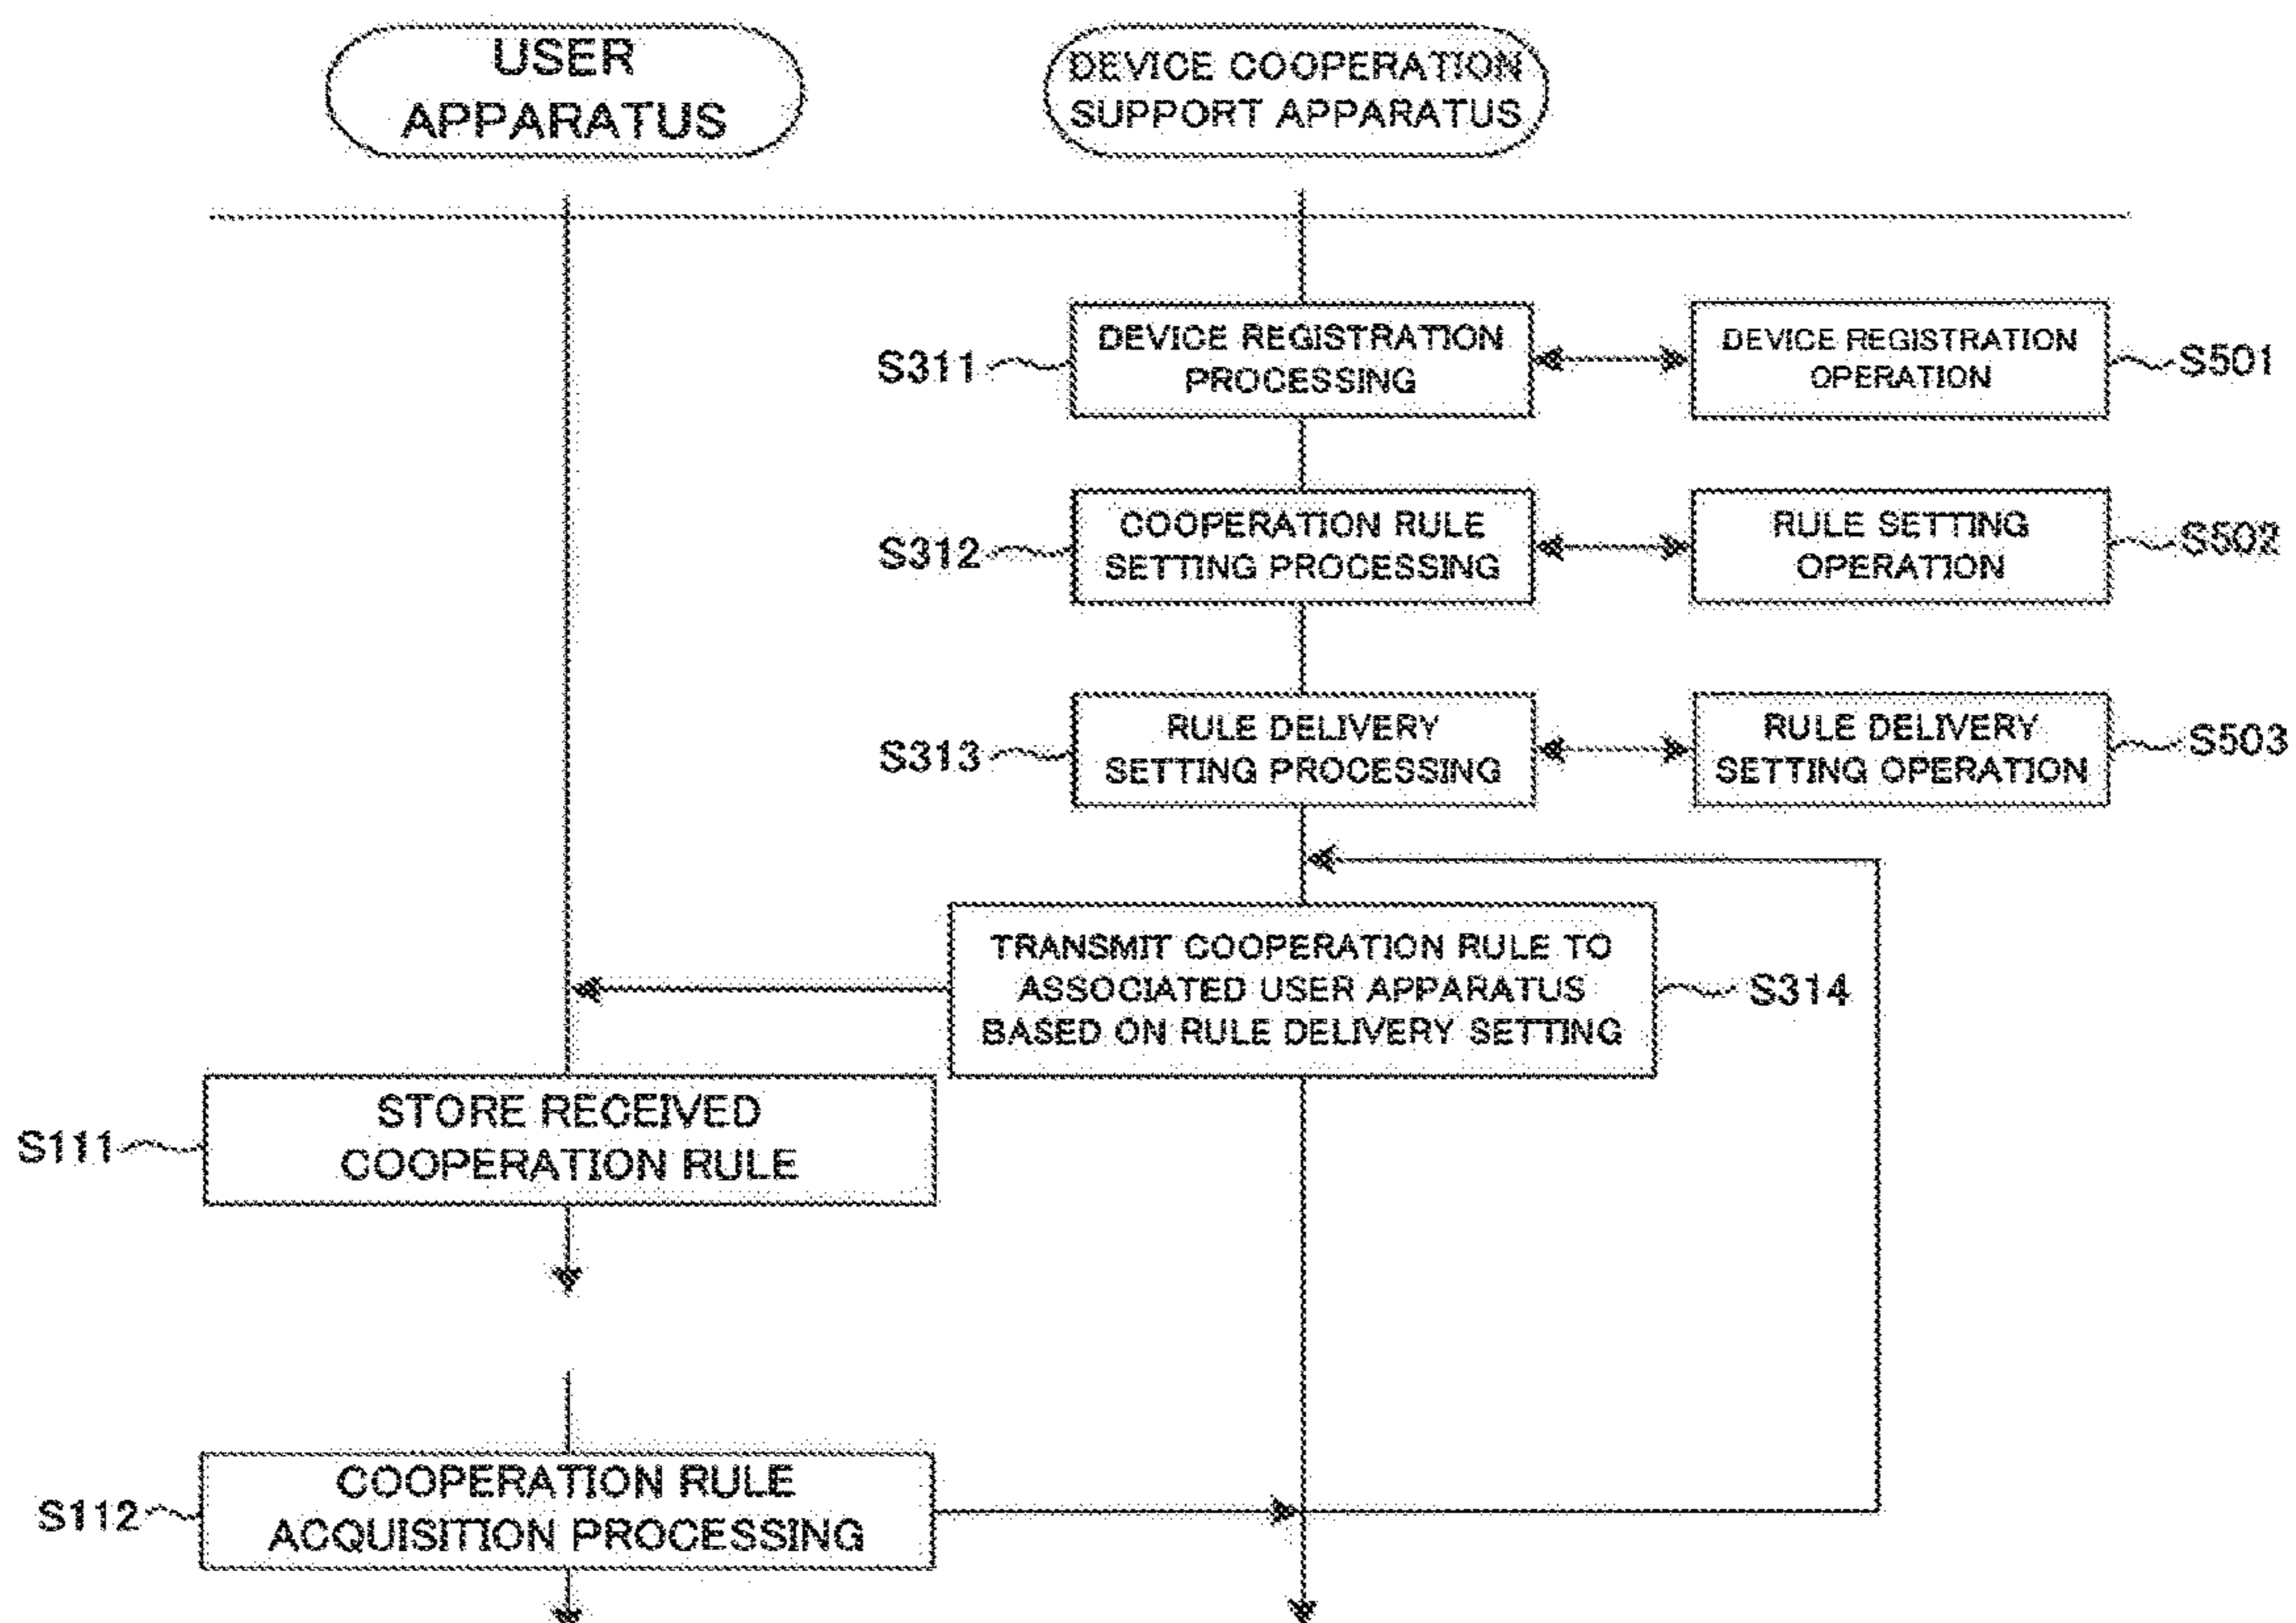 USER
APPARATUS
DEVICE COOPERATION
SUPPORT APPARATUS
S311
DEVICE REGISTRATION
PROCESSING
DEVICE REGISTRATION
OPERATION
S501
S312
COOPERATION RULE
SETTING PROCESSING
RULE SETTING
OPERATION
S502
S313
RULE DELIVERY
SETTING PROCESSING
RULE DELIVERY
SETTING OPERATION
S503
TRANSMIT COOPERATION RULE TO
ASSOCIATED USER APPARATUS
BASED ON RULE DELIVERY SETTING
S314
S111
STORE RECEIVED
COOPERATION RULE
S112
COOPERATION RULE
ACQUISITION PROCESSING